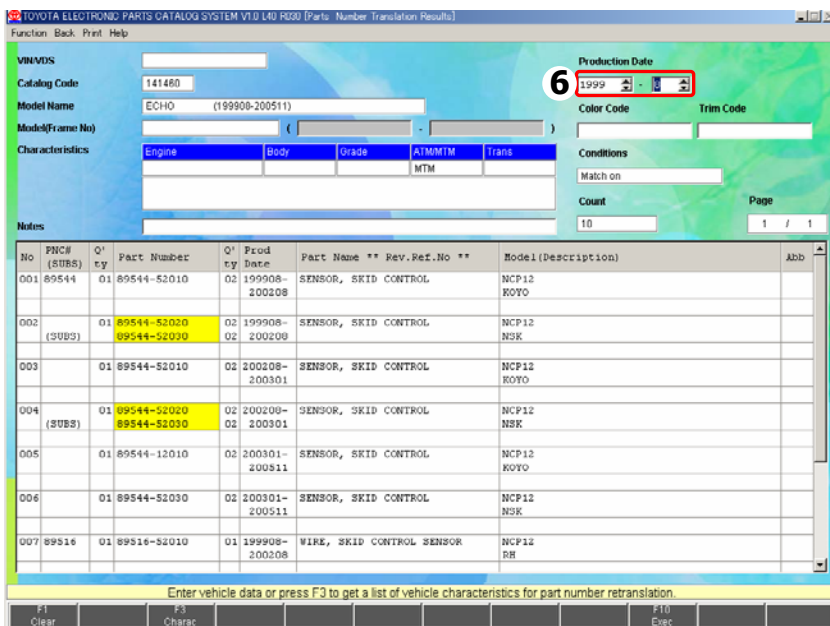 TOYOTA ELECTRONIC PARTS CATALOG SYSTEM V1.0 L40 R030 [Parts Number Translation Results]
Function Back Print Help
VIN/VDS
Production Date
6
1999 -
Catalog Code 141460
Model Name ECHO (199908-200511)
Color Code Trim Code
Model(Frame No) ( - )
Characteristics Engine Body Grade ATM/MTM Trans
MTM
Conditions
Match on
Count Page
Notes
10 1 / 1
No PNC# (SUBS) Q'ty Part Number Q'ty Prod Date Part Name ** Rev.Ref.No ** Model(Description) Abb
001 89544 01 89544-52010 02 199908- SENSOR, SKID CONTROL NCP12
200208 KOYO
002 01 89544-52020 02 199908- SENSOR, SKID CONTROL NCP12
(SUBS) 89544-52030 02 200208 NSK
003 01 89544-52010 02 200208- SENSOR, SKID CONTROL NCP12
200301 KOYO
004 01 89544-52020 02 200208- SENSOR, SKID CONTROL NCP12
(SUBS) 89544-52030 02 200301 NSK
005 01 89544-12010 02 200301- SENSOR, SKID CONTROL NCP12
200511 KOYO
006 01 89544-52030 02 200301- SENSOR, SKID CONTROL NCP12
200511 NSK
007 89516 01 89516-52010 01 199908- WIRE, SKID CONTROL SENSOR NCP12
200208 RH
Enter vehicle data or press F3 to get a list of vehicle characteristics for part number retranslation.
F1 F3 F10
Clear Charac Exec